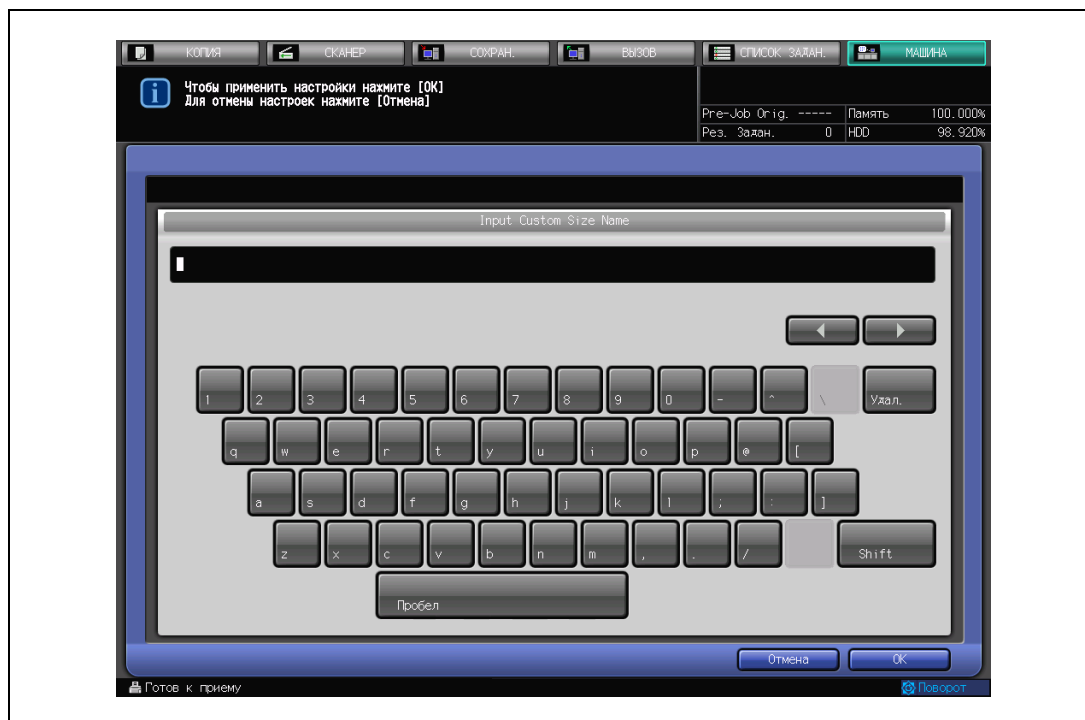 КОПИЯ СКАНЕР СОХРАН. ВЫЗОВ СПИСОК ЗАДАН. МАШИНА
Чтобы применить настройки нажмите [OK]
Для отмены настроек нажмите [Отмена]
Pre-Job Orig. ----- Память 100.000%
Рез. Задан. 0 HDD 98.920%
Input Custom Size Name
1 2 3 4 5 6 7 8 9 0 - ^ \ Удал.
q w e r t y u i o p @ [
a s d f g h j k l ; : ]
z x c v b n m , . / Shift
Пробел
Отмена OK
Готов к приему Поворот